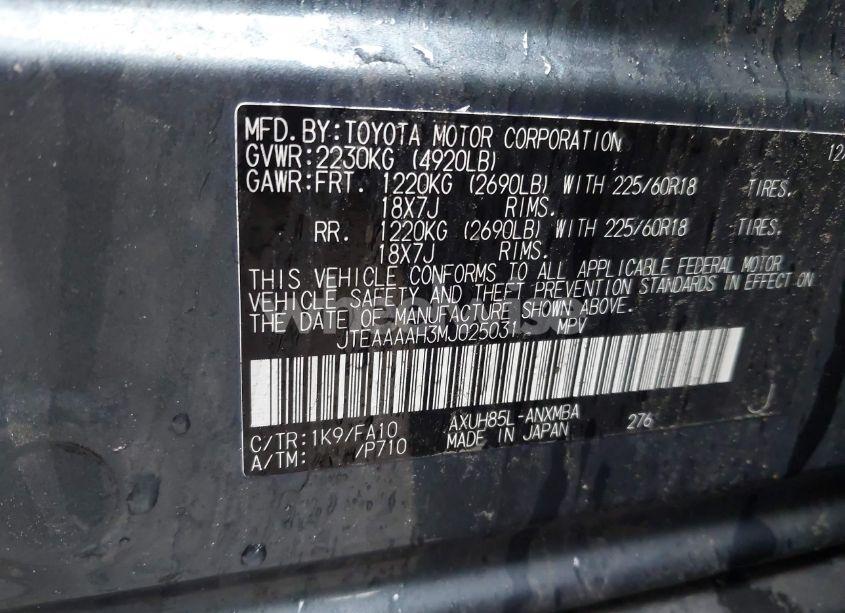 MFD.BY:TOYOTA MOTOR CORPORATION
GVWR:2230KG (4920LB)
GAWR:FRT. 1220KG (2690LB) WITH 225/60R18 TIRES.
18X7J RIMS.
RR. 1220KG (2690LB) WITH 225/60R18 TIRES.
18X7J RIMS.
THIS VEHICLE CONFORMS TO ALL APPLICABLE FEDERAL MOTOR
VEHICLE SAFETY AND THEFT PREVENTION STANDARDS IN EFFECT ON
THE DATE OF MANUFACTURE SHOWN ABOVE.
JTEAAAAH3MJ025031 MPV
AXUH85L-ANXMBA 276 J
C/TR:1K9/FA10 MADE IN JAPAN
A/TM: /P710